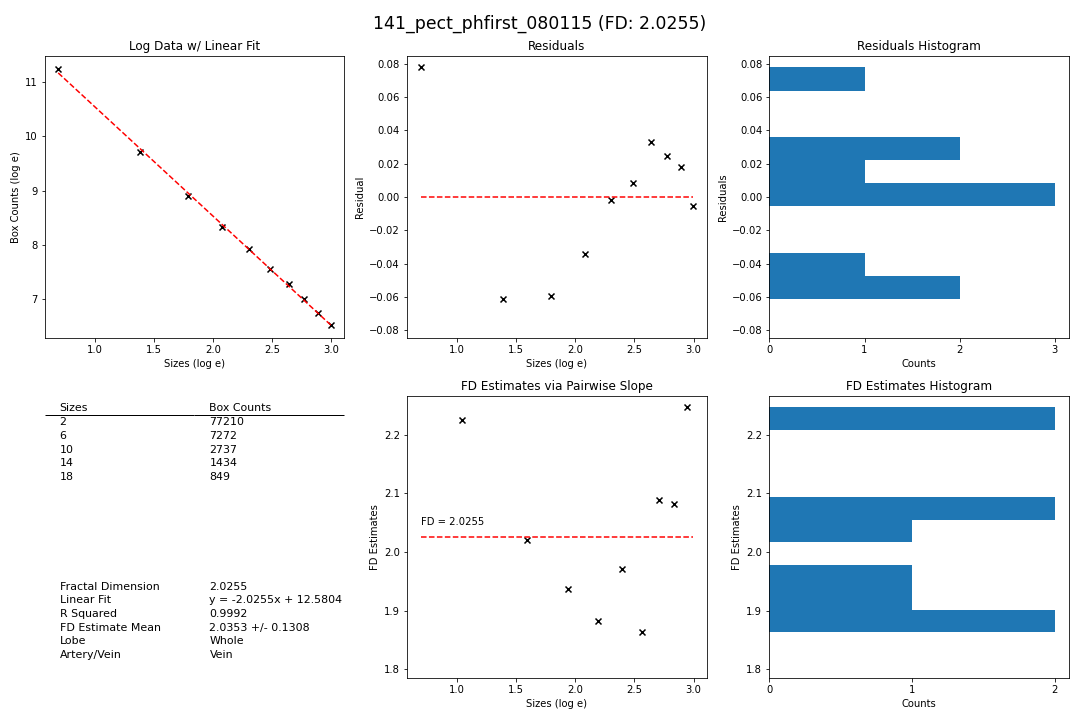 141_pect_phfirst_080115 (FD: 2.0255)
Log Data w/ Linear Fit
11
10
9
8
7
Box Counts (log e)
1.0 1.5 2.0 2.5 3.0
Sizes (log e)
Residuals
0.08
0.06
0.04
0.02
0.00
−0.02
−0.04
−0.06
−0.08
Residual
1.0 1.5 2.0 2.5 3.0
Sizes (log e)
Residuals Histogram
0.08
0.06
0.04
0.02
0.00
−0.02
−0.04
−0.06
−0.08
Residuals
0 1 2 3
Counts
Sizes Box Counts
2 77210
6 7272
10 2737
14 1434
18 849
Fractal Dimension 2.0255
Linear Fit y = -2.0255x + 12.5804
R Squared 0.9992
FD Estimate Mean 2.0353 +/- 0.1308
Lobe Whole
Artery/Vein Vein
FD Estimates via Pairwise Slope
2.2
2.1
2.0
1.9
1.8
FD Estimates
FD = 2.0255
1.0 1.5 2.0 2.5 3.0
Sizes (log e)
FD Estimates Histogram
2.2
2.1
2.0
1.9
1.8
FD Estimates
0 1 2
Counts